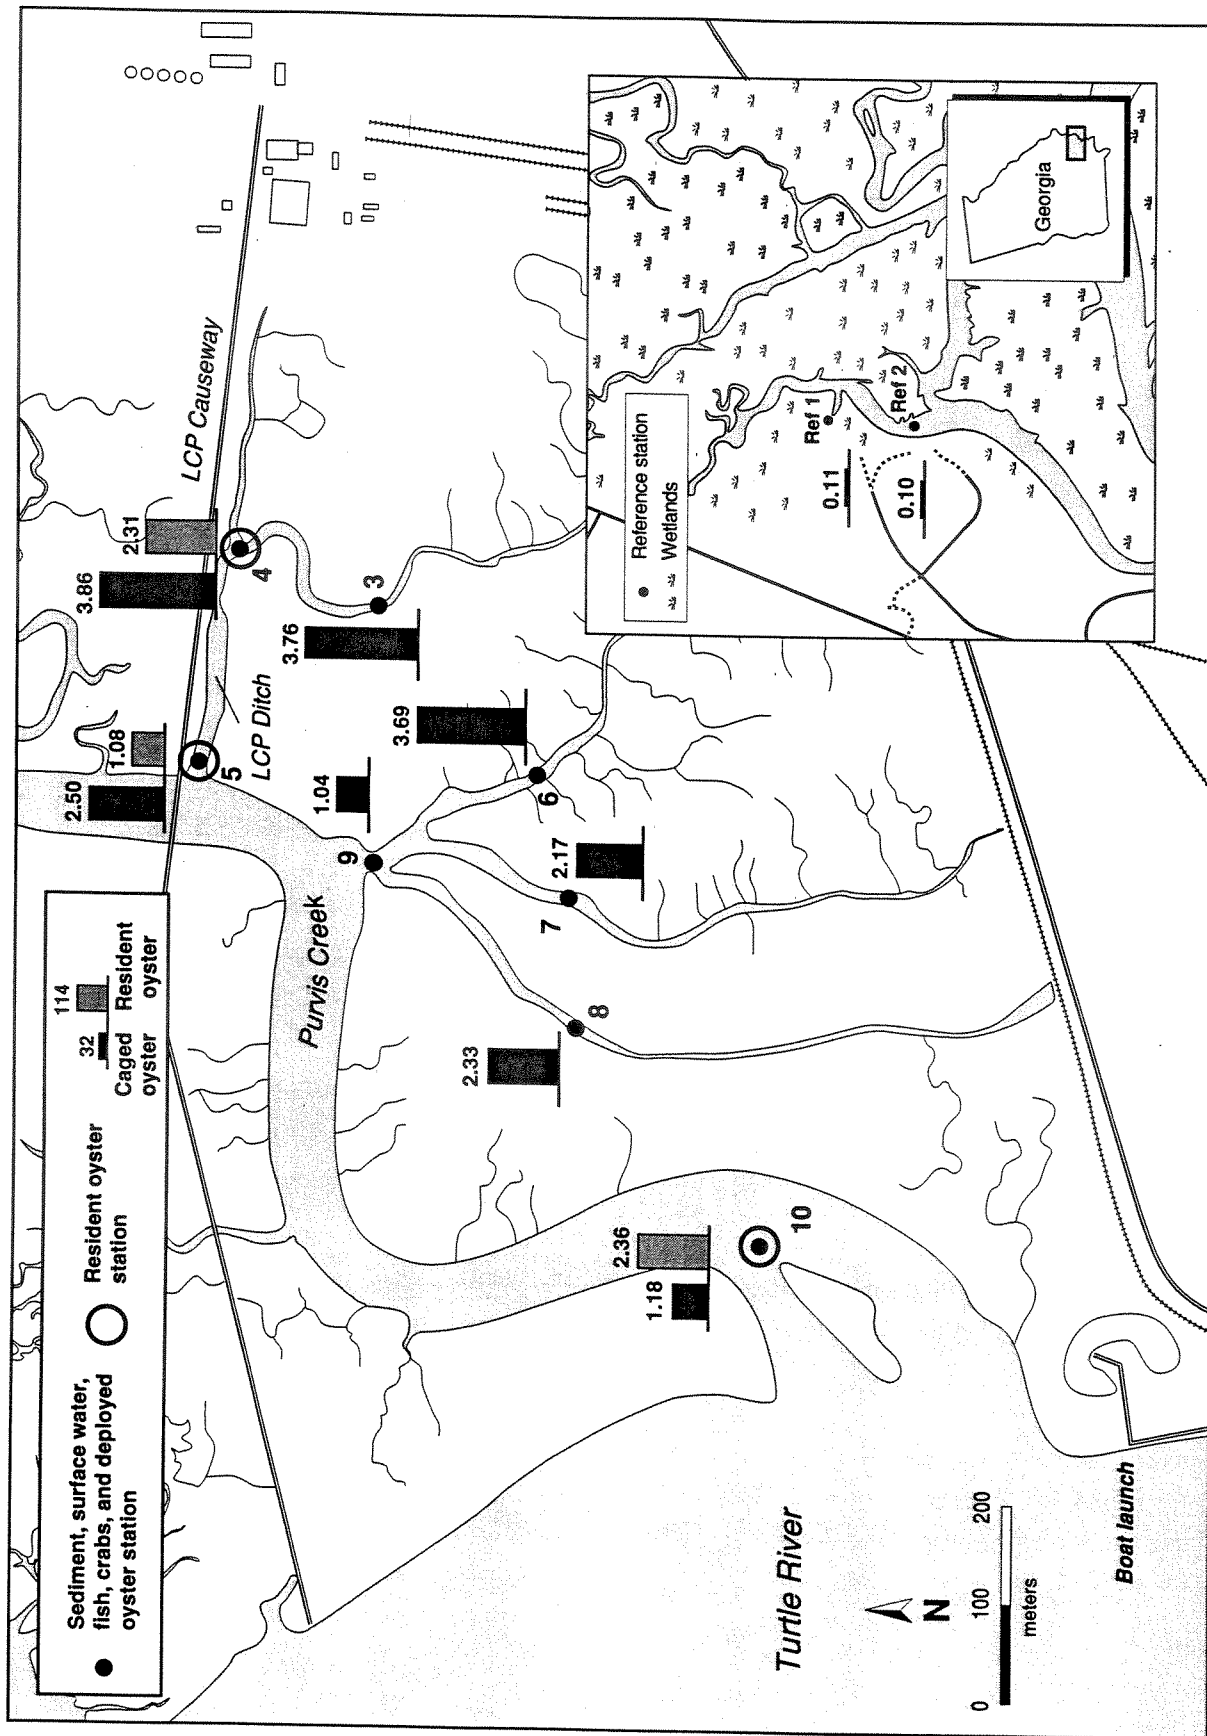 Sediment, surface water,
fish, crabs, and deployed
oyster station
Resident oyster
station
32
Caged
oyster
114
Resident
oyster
LCP Causeway
LCP Ditch
Purvis Creek
Turtle River
3.86
2.31
4
3.76
3
2.50
1.08
5
1.04
9
3.69
6
2.17
7
2.33
8
1.18
2.36
10
N
0
100
200
meters
Boat launch
Reference station
Wetlands
Ref 1
0.11
Ref 2
0.10
Georgia